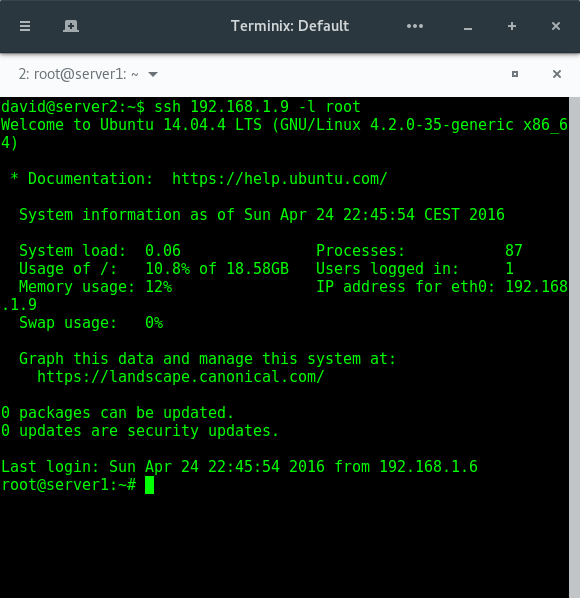 Terminix: Default
2: root@server1: ~
david@server2:~$ ssh 192.168.1.9 -l root
Welcome to Ubuntu 14.04.4 LTS (GNU/Linux 4.2.0-35-generic x86_6
4)
 * Documentation:  https://help.ubuntu.com/
  System information as of Sun Apr 24 22:45:54 CEST 2016
  System load:  0.06               Processes:           87
  Usage of /:   10.8% of 18.58GB   Users logged in:     1
  Memory usage: 12%                IP address for eth0: 192.168
.1.9
  Swap usage:   0%
  Graph this data and manage this system at:
    https://landscape.canonical.com/
0 packages can be updated.
0 updates are security updates.
Last login: Sun Apr 24 22:45:54 2016 from 192.168.1.6
root@server1:~#